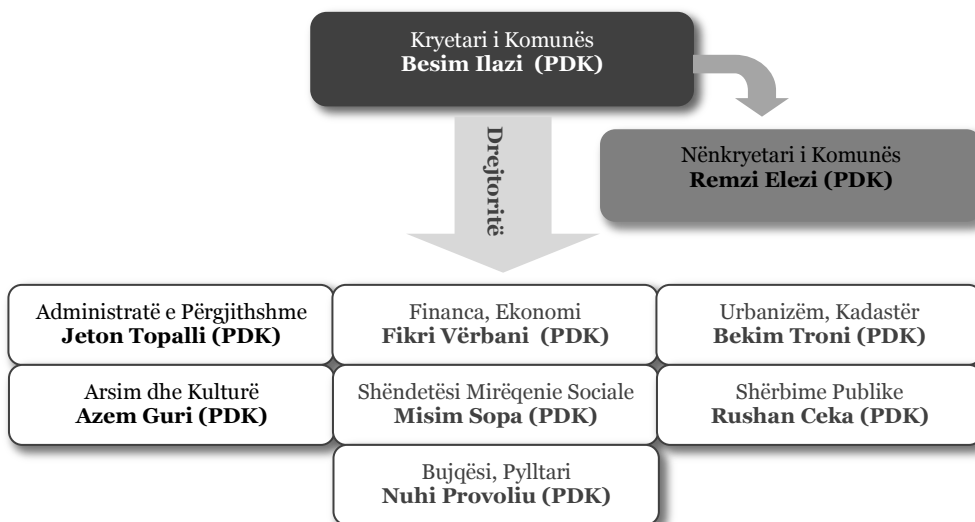 Kryetari i Komunës
Besim Ilazi (PDK)
Drejtoritë
Nënkryetari i Komunës
Remzi Elezi (PDK)
Administratë e Përgjithshme
Jeton Topalli (PDK)
Financa, Ekonomi
Fikri Vërbani (PDK)
Urbanizëm, Kadastër
Bekim Troni (PDK)
Arsim dhe Kulturë
Azem Guri (PDK)
Shëndetësi Mirëqenie Sociale
Misim Sopa (PDK)
Shërbime Publike
Rushan Ceka (PDK)
Bujqësi, Pylltari
Nuhi Provoliu (PDK)